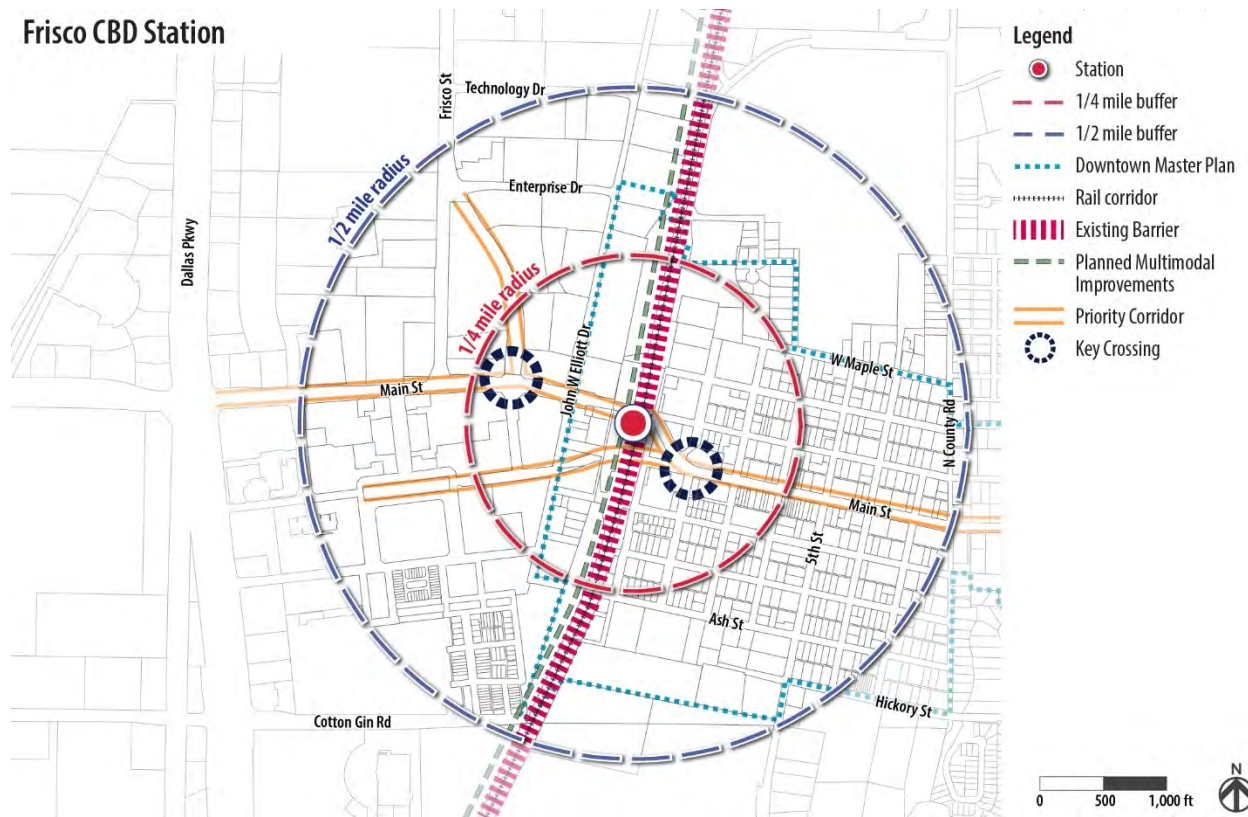 Frisco CBD Station
Legend
Station
1/4 mile buffer
1/2 mile buffer
Downtown Master Plan
Rail corridor
Existing Barrier
Planned Multimodal
Improvements
Priority Corridor
Key Crossing
Technology Dr
Frisco St
Enterprise Dr
1/2 mile radius
Dallas Pkwy
1/4 mile radius
John W Elliott Dr
W Maple St
Main St
N County Rd
Main St
5th St
Ash St
Hickory St
Cotton Gin Rd
N
0 500 1,000 ft